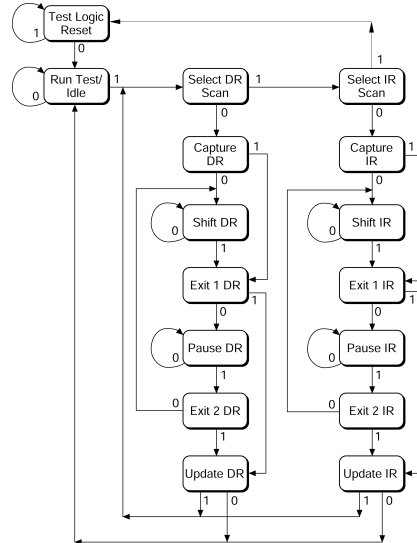 Test Logic
Reset
1
0
Run Test/
Idle
0
1
Select DR
Scan
1
Select IR
Scan
1
0
0
Capture
DR
1
0
Capture
IR
1
0
Shift DR
0
1
Shift IR
0
1
Exit 1 DR
1
0
Exit 1 IR
1
0
Pause DR
0
1
Pause IR
0
1
0
Exit 2 DR
1
0
Exit 2 IR
1
Update DR
1
0
Update IR
1
0